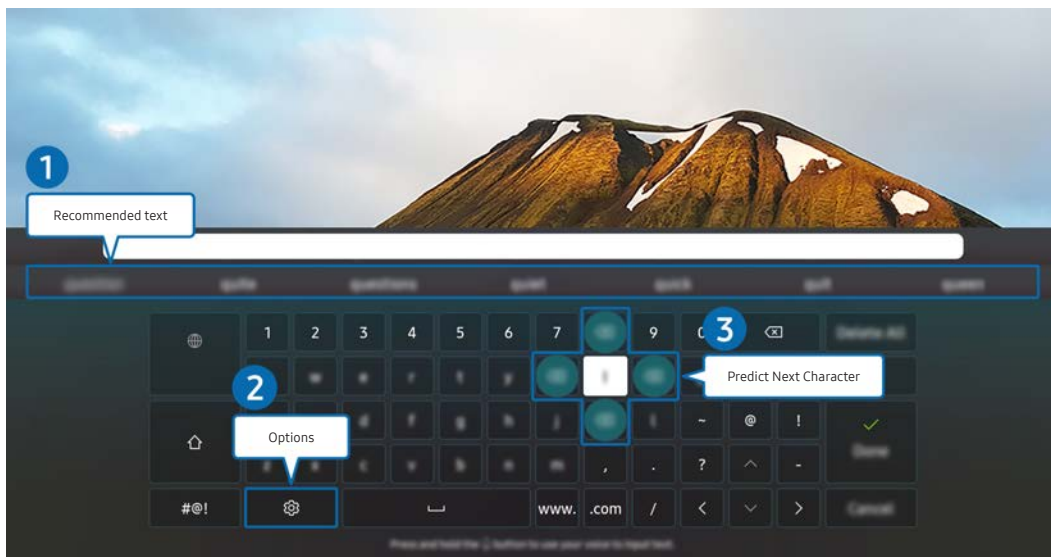 1
Recommended text
question quite questions quiet quick quit queen
1 2 3 4 5 6 7 9 Delete All
3
w e r t y
Predict Next Character
2
d f g h j l ~ @ !
Options
Done
z x c v b n m , . ? ^ -
#@! www. .com / < > Cancel
Press and hold the button to use your voice to input text.